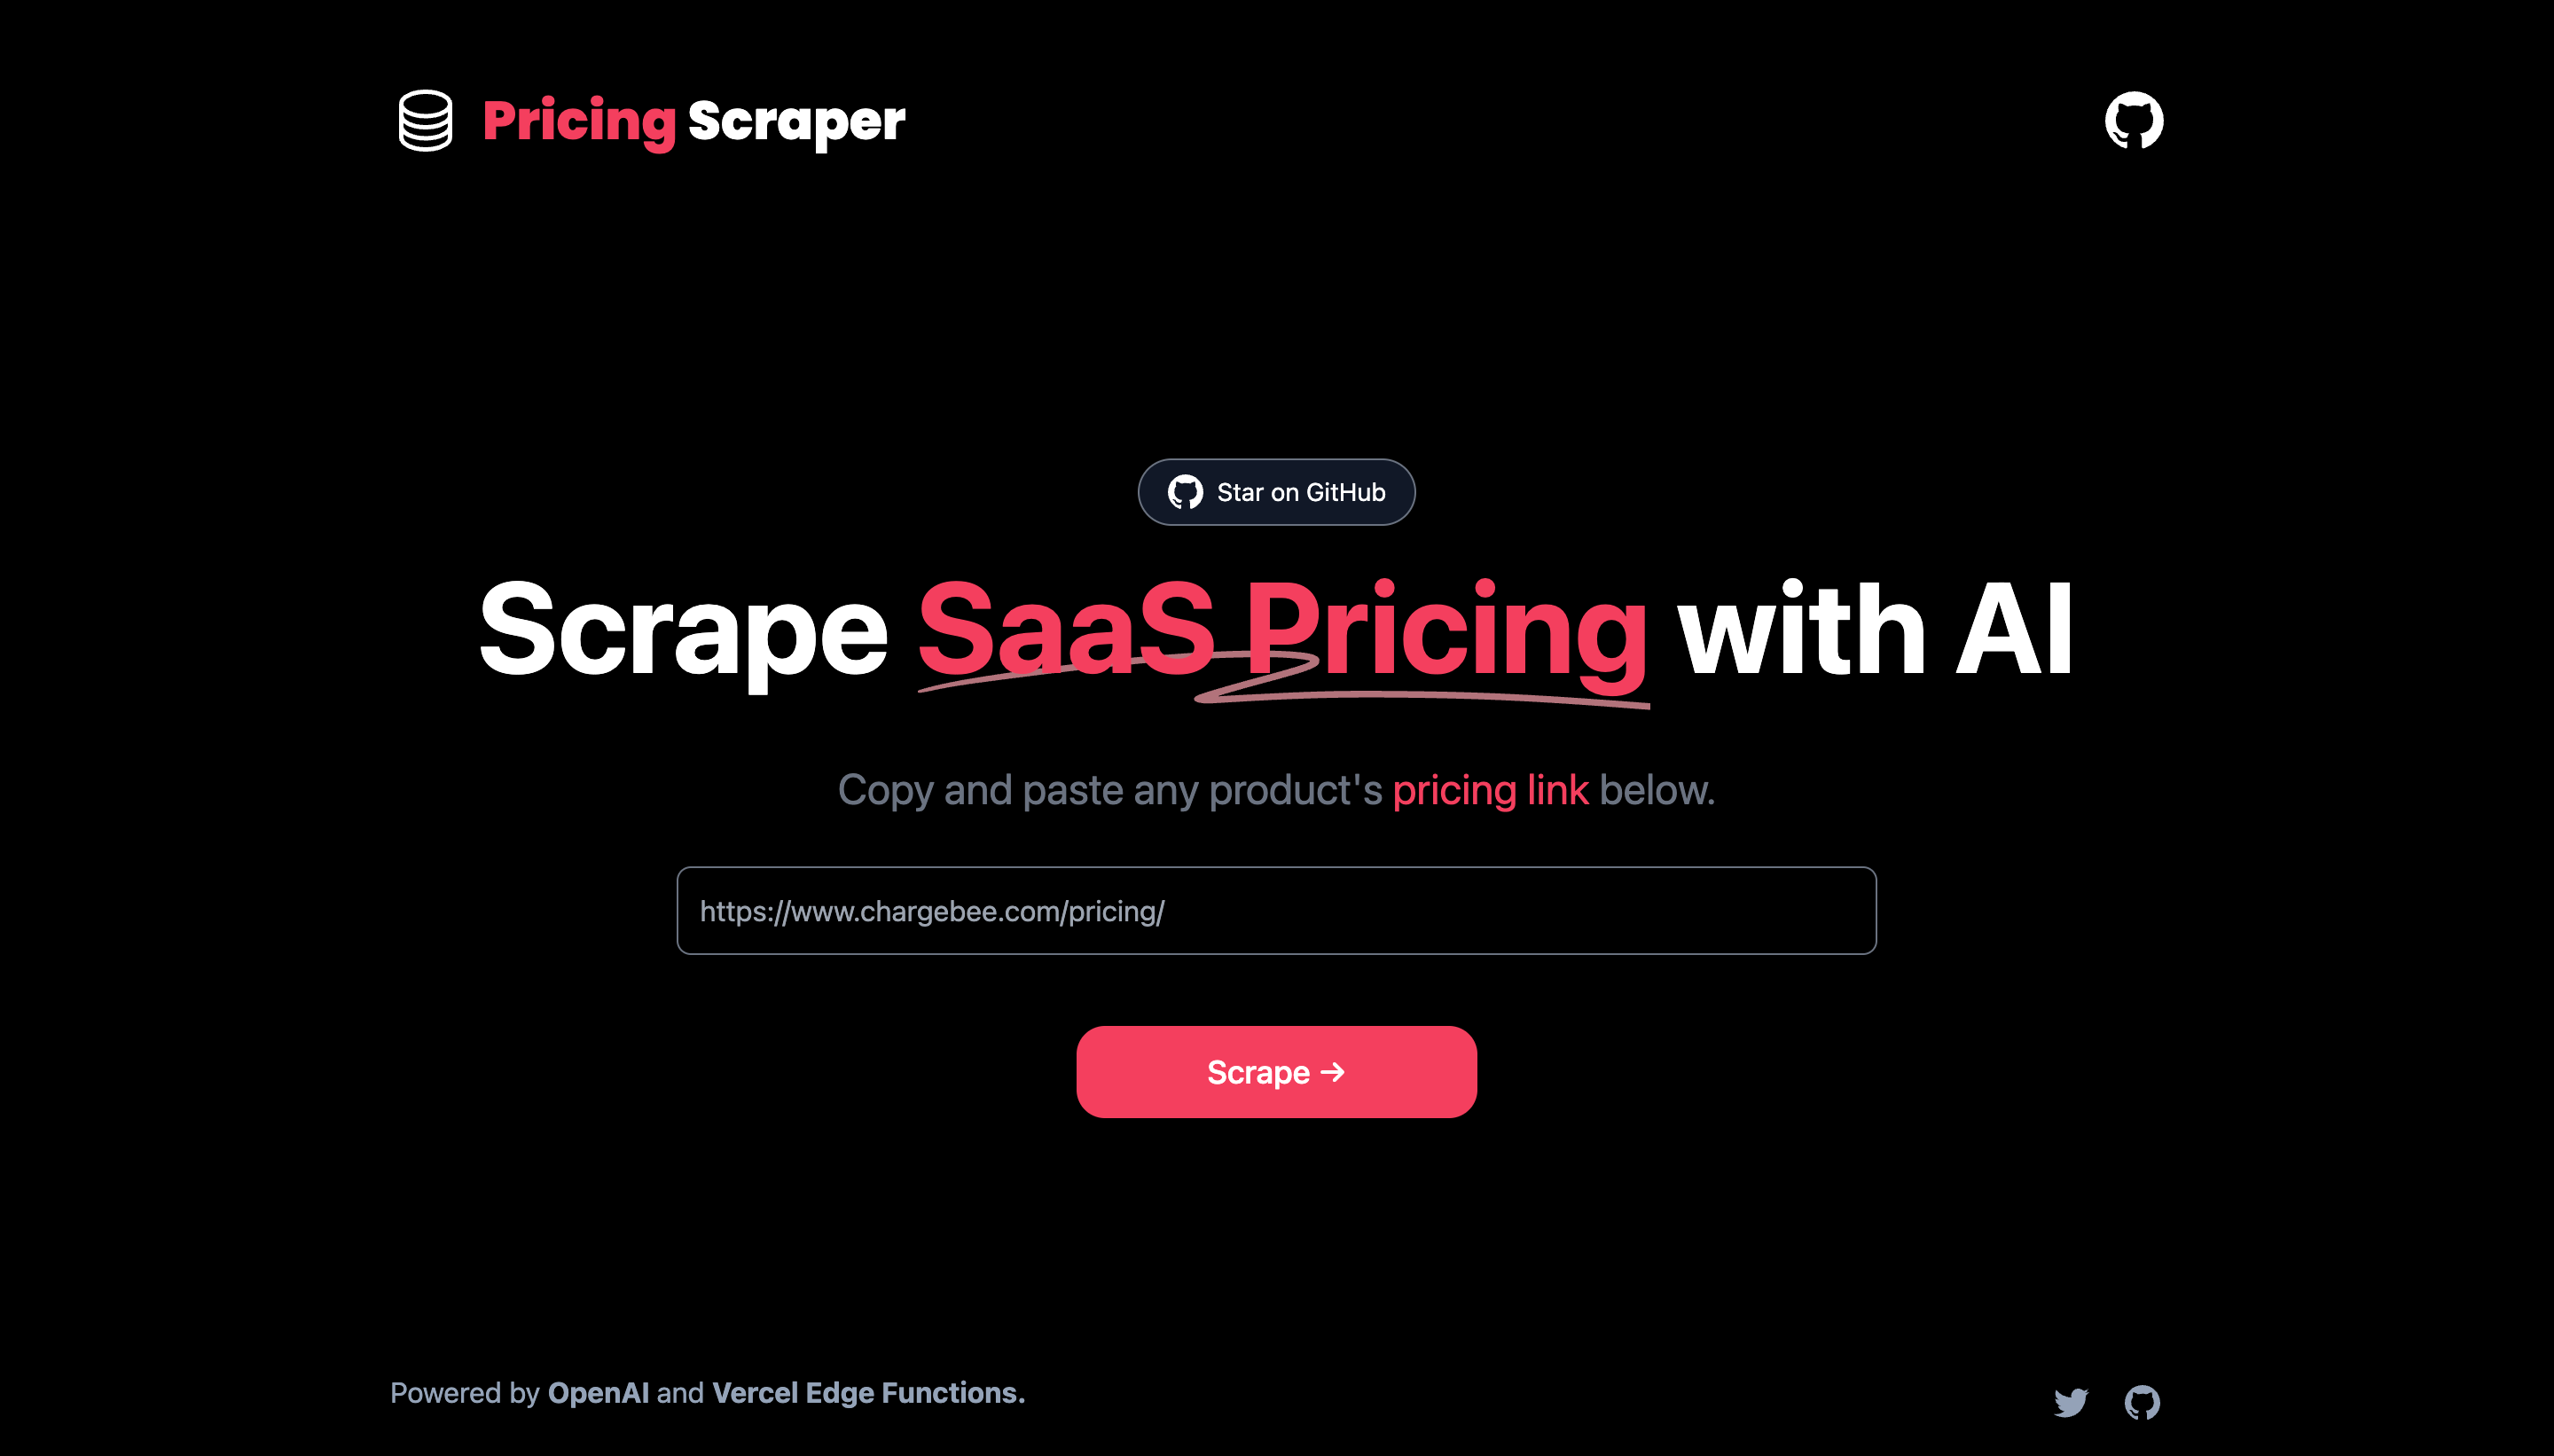 Pricing Scraper
Star on GitHub
Scrape SaaS Pricing with AI
Copy and paste any product's pricing link below.
https://www.chargebee.com/pricing/
Scrape →
Powered by OpenAI and Vercel Edge Functions.